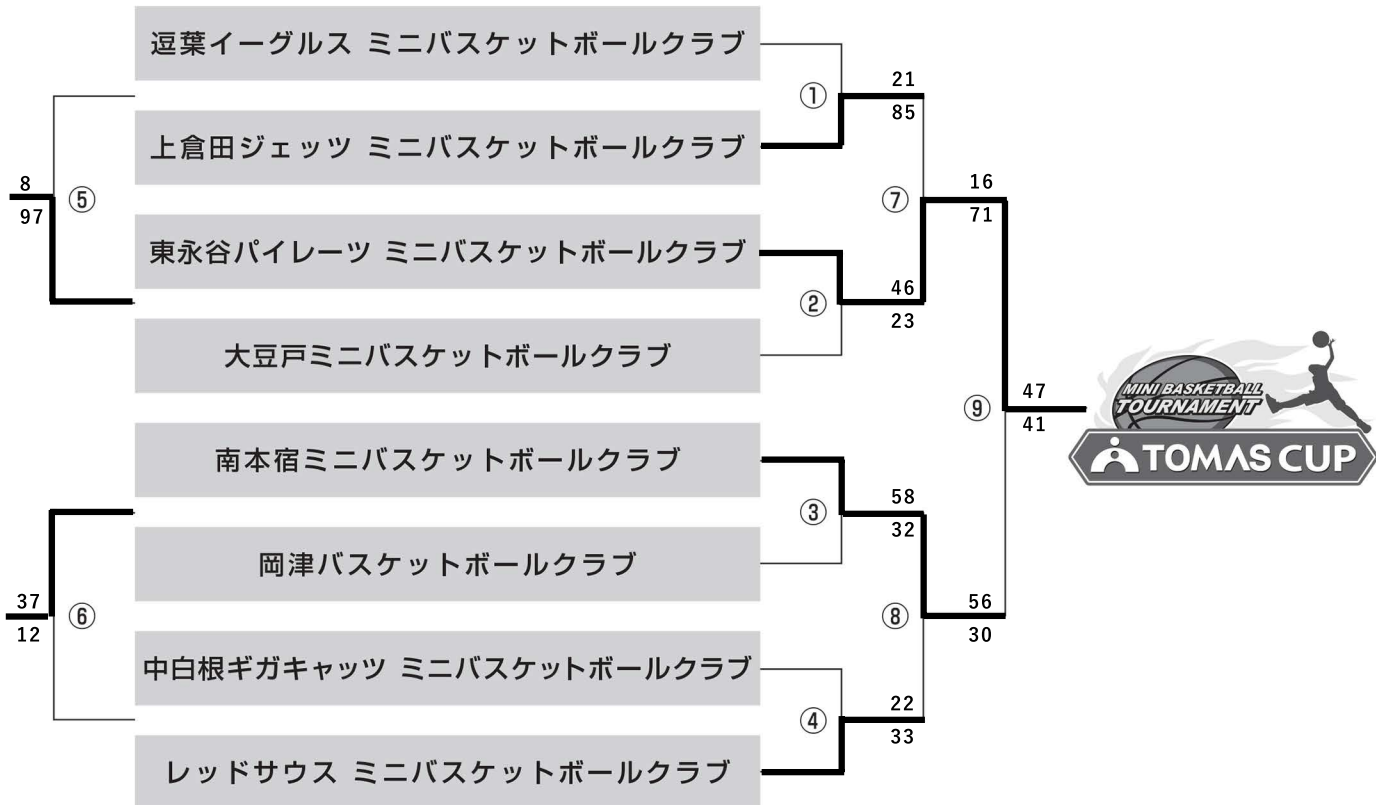 逗葉イーグルス ミニバスケットボールクラブ
① 21
85
上倉田ジェッツ ミニバスケットボールクラブ
8
97
⑤
⑦ 16
71
東永谷パイレーツ ミニバスケットボールクラブ
② 46
23
大豆戸ミニバスケットボールクラブ
⑨ 47
41
MINI BASKETBALL
TOURNAMENT
TOMAS CUP
南本宿ミニバスケットボールクラブ
③ 58
32
岡津バスケットボールクラブ
37
12
⑥
⑧ 56
30
中白根ギガキャッツ ミニバスケットボールクラブ
④ 22
33
レッドサウス ミニバスケットボールクラブ